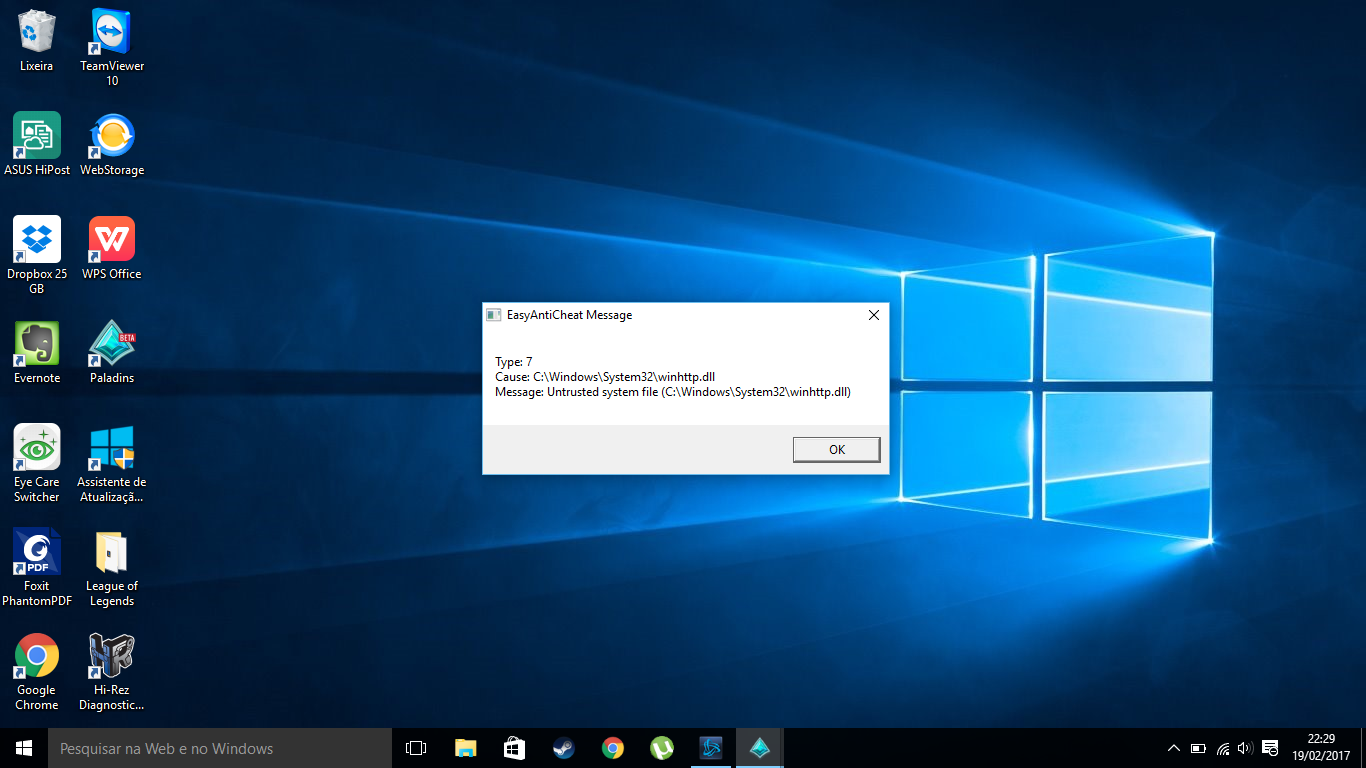 Lixeira
TeamViewer
10
ASUS HiPost
WebStorage
Dropbox 25
GB
WPS Office
Evernote
BETA
Paladins
Eye Care
Switcher
Assistente de
Atualizaçã...
PDF
Foxit
PhantomPDF
League of
Legends
Google
Chrome
Hi-Rez
Diagnostic...
EasyAntiCheat Message
Type: 7
Cause: C:\Windows\System32\winhttp.dll
Message: Untrusted system file (C:\Windows\System32\winhttp.dll)
OK
Pesquisar na Web e no Windows
22:29
19/02/2017